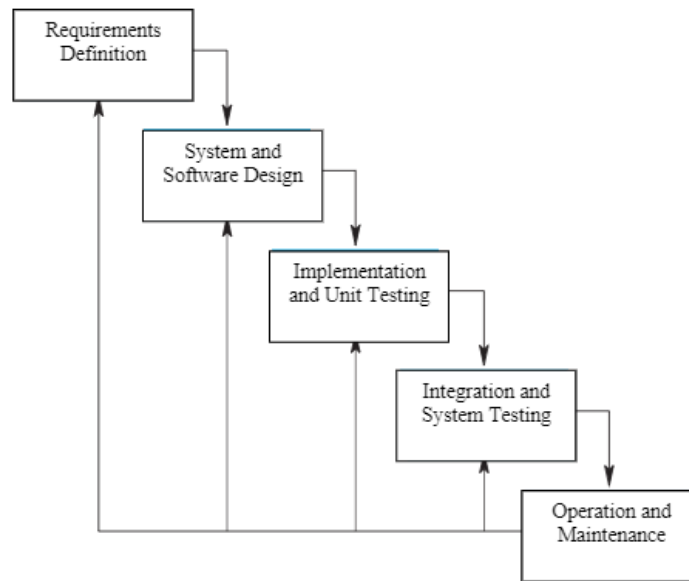 Requirements
Definition
System and
Software Design
Implementation
and Unit Testing
Integration and
System Testing
Operation and
Maintenance